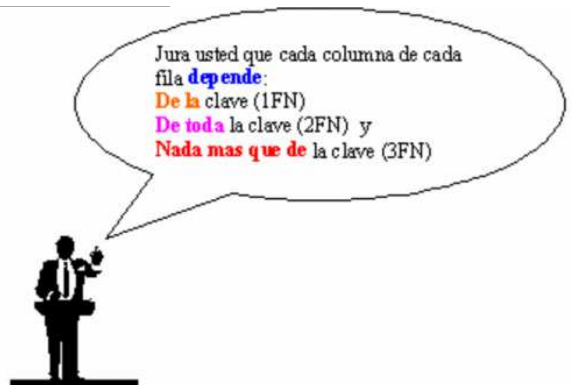 Jura usted que cada columna de cada
fila depende:
De la clave (1FN)
De toda la clave (2FN) y
Nada mas que de la clave (3FN)